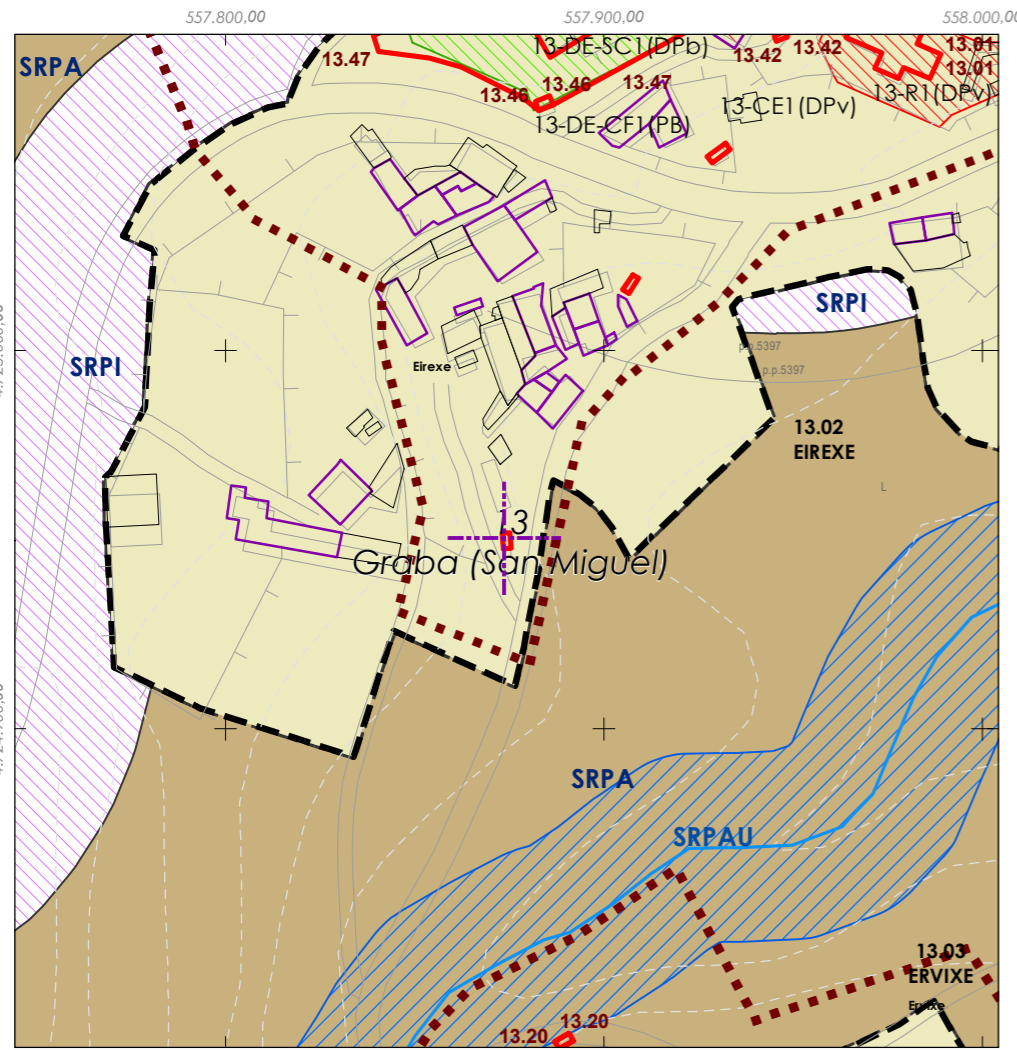 557.800,00
557.900,00
558.000,00
SRPA
13.47
13-DE-SC1(DPb)
13.42
13.42
13.01
13.01
13.46
13.46
13.47
13-CE1(DPv)
13-R1(DPv)
13-DE-CF1(PB)
SRPI
SRPI
p.p.5397
p.p.5397
Eirexe
13.02
EIREXE
L
13
Graba (San Miguel)
SRPA
SRPAU
13.03
ERVIXE
Ervixe
13.20
13.20